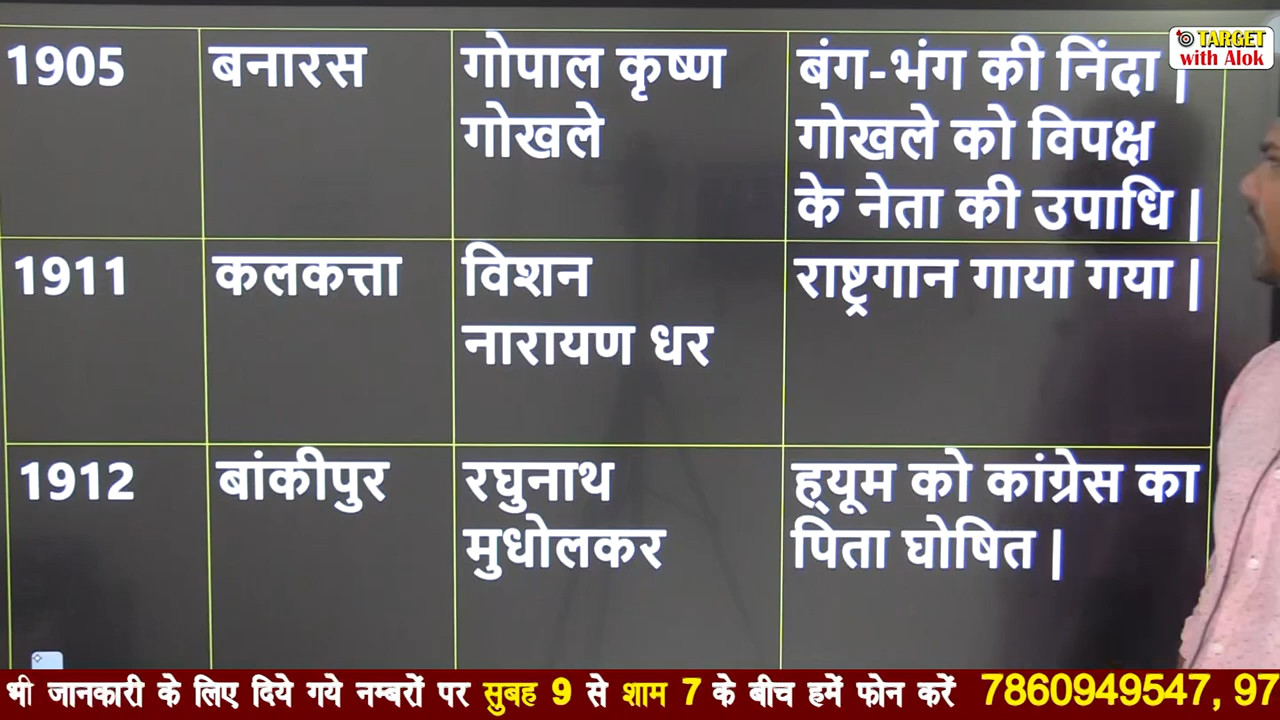 TARGET
with Alok
1905 बनारस गोपाल कृष्ण बंग-भंग की निंदा |
गोखले गोखले को विपक्ष
के नेता की उपाधि |
1911 कलकत्ता विशन राष्ट्रगान गाया गया |
नारायण धर
1912 बांकीपुर रघुनाथ ह्यूम को कांग्रेस का
मुधोलकर पिता घोषित |
भी जानकारी के लिए दिये गये नम्बरों पर सुबह 9 से शाम 7 के बीच हमें फोन करें 7860949547, 97